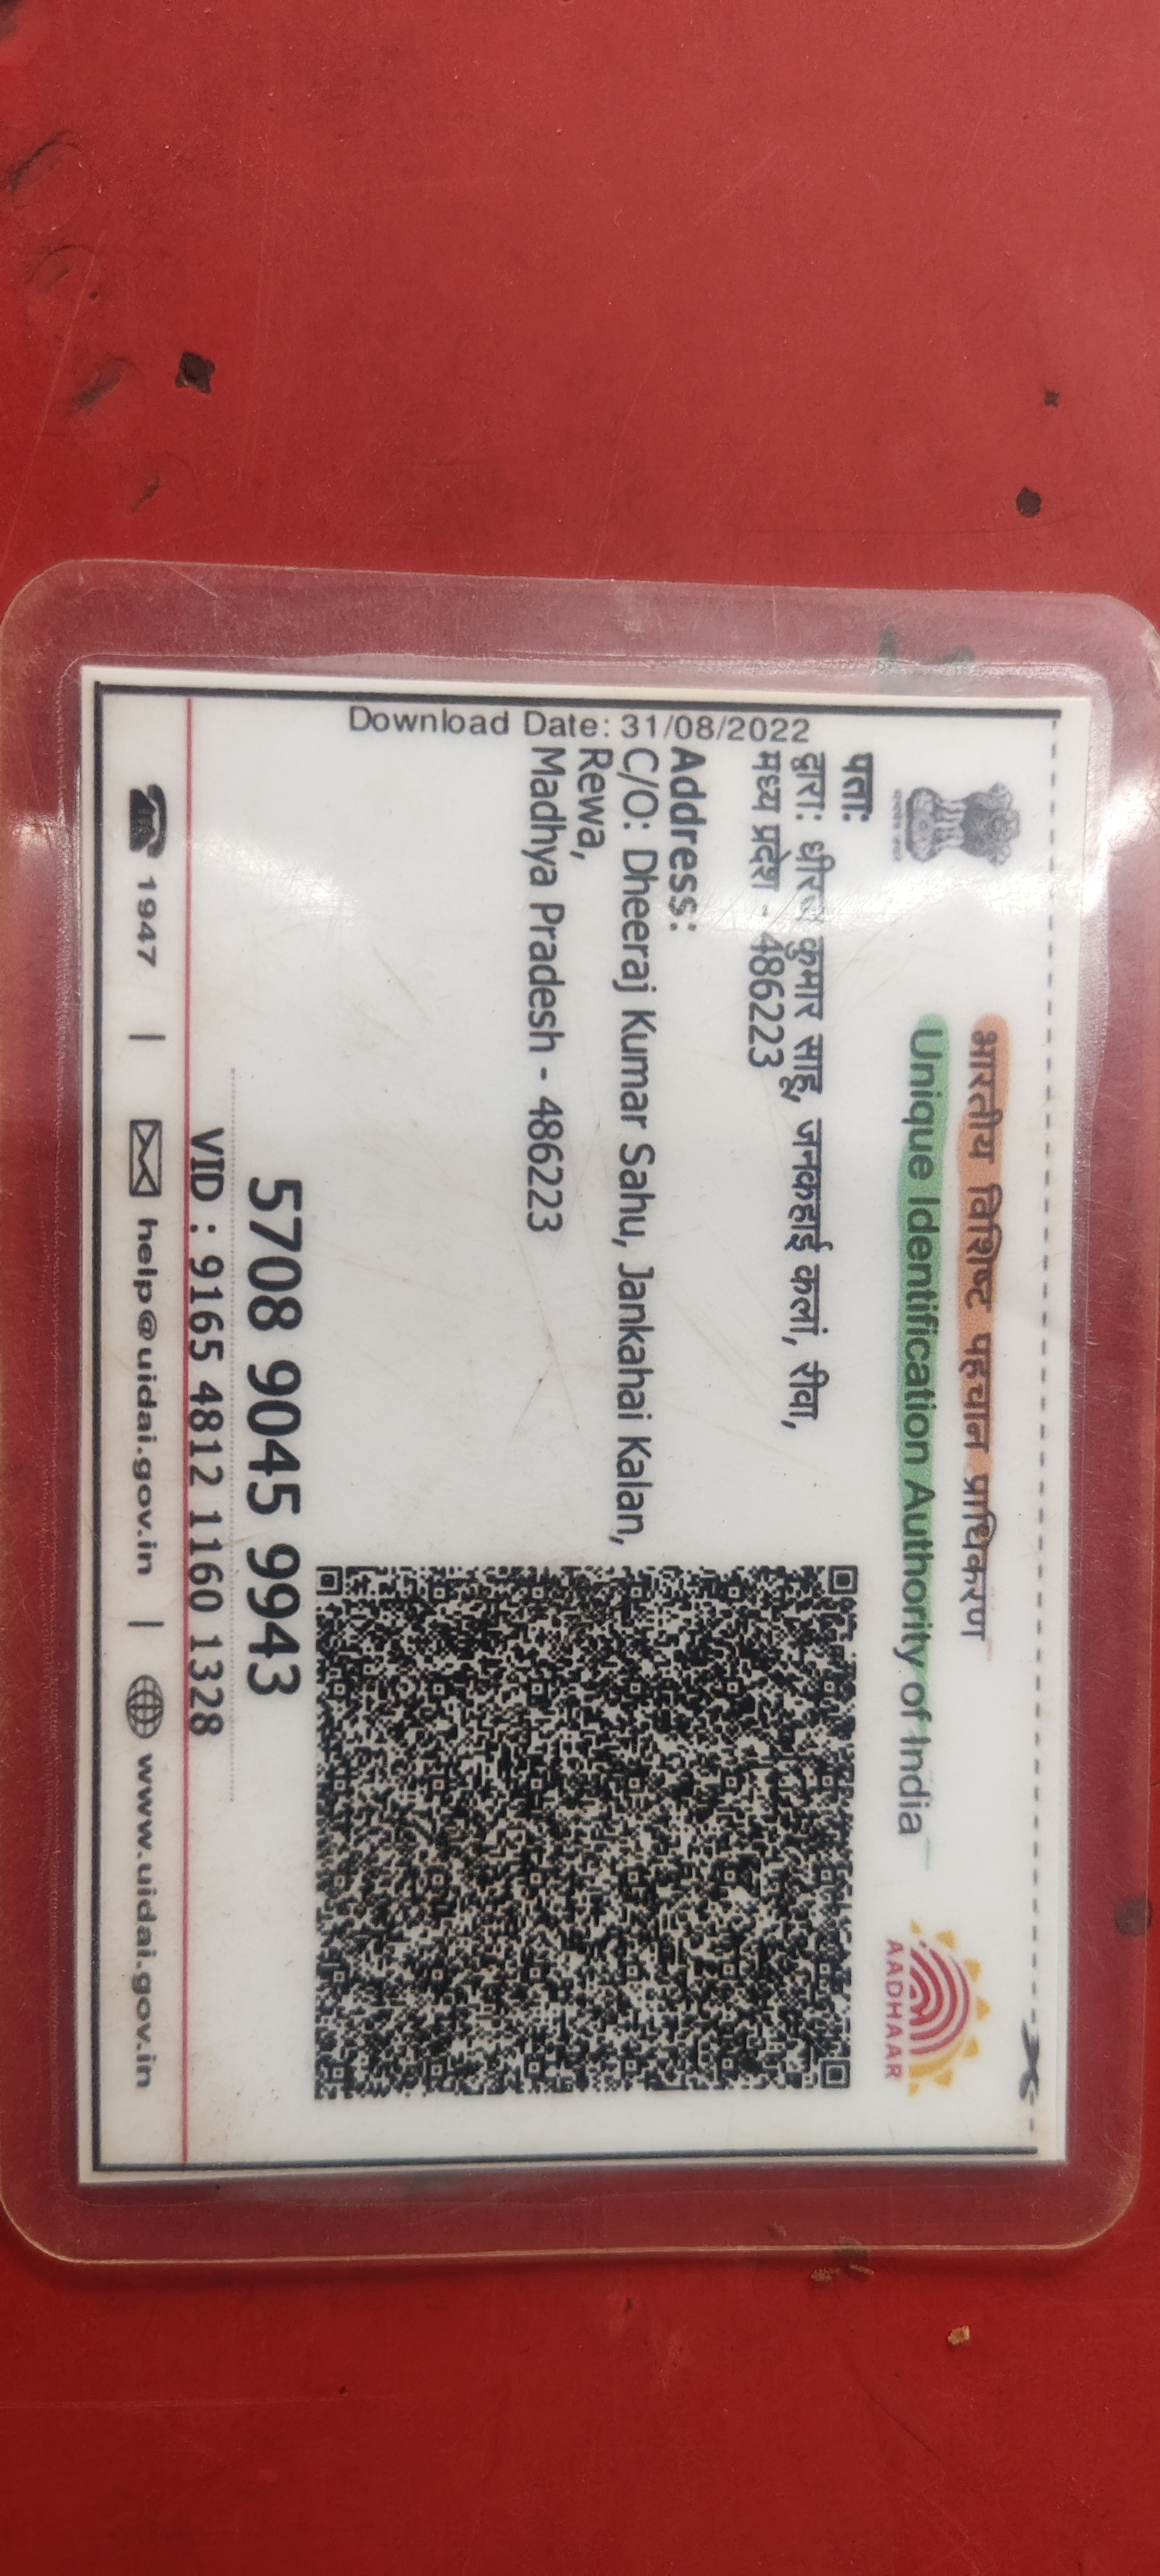 भारतीय विशिष्ट पहचान प्राधिकरण
Unique Identification Authority of India
AADHAAR
Download Date: 31/08/2022
पता:
द्वारा: धीरज कुमार साहू, जनकहाई कलां, रीवा,
मध्य प्रदेश - 486223
Address:
C/O: Dheeraj Kumar Sahu, Jankahai Kalan,
Rewa,
Madhya Pradesh - 486223
5708 9045 9943
VID : 9165 4812 1160 1328
1947 | help@uidai.gov.in | www.uidai.gov.in